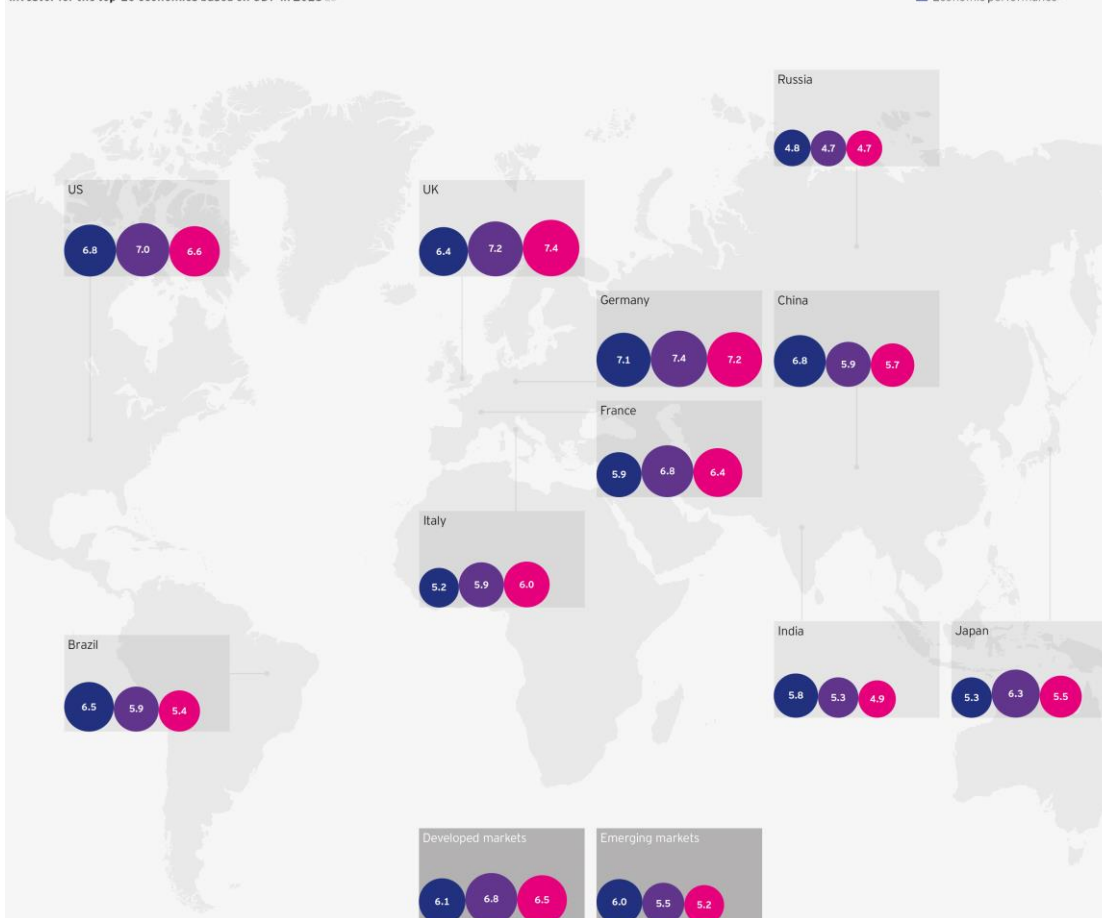 Russia
4.8 4.7 4.7
US
6.8 7.0 6.6
UK
6.4 7.2 7.4
Germany
7.1 7.4 7.2
China
6.8 5.9 5.7
France
5.9 6.8 6.4
Italy
5.2 5.9 6.0
Brazil
6.5 5.9 5.4
India
5.8 5.3 4.9
Japan
5.3 6.3 5.5
Developed markets
6.1 6.8 6.5
Emerging markets
6.0 5.5 5.2